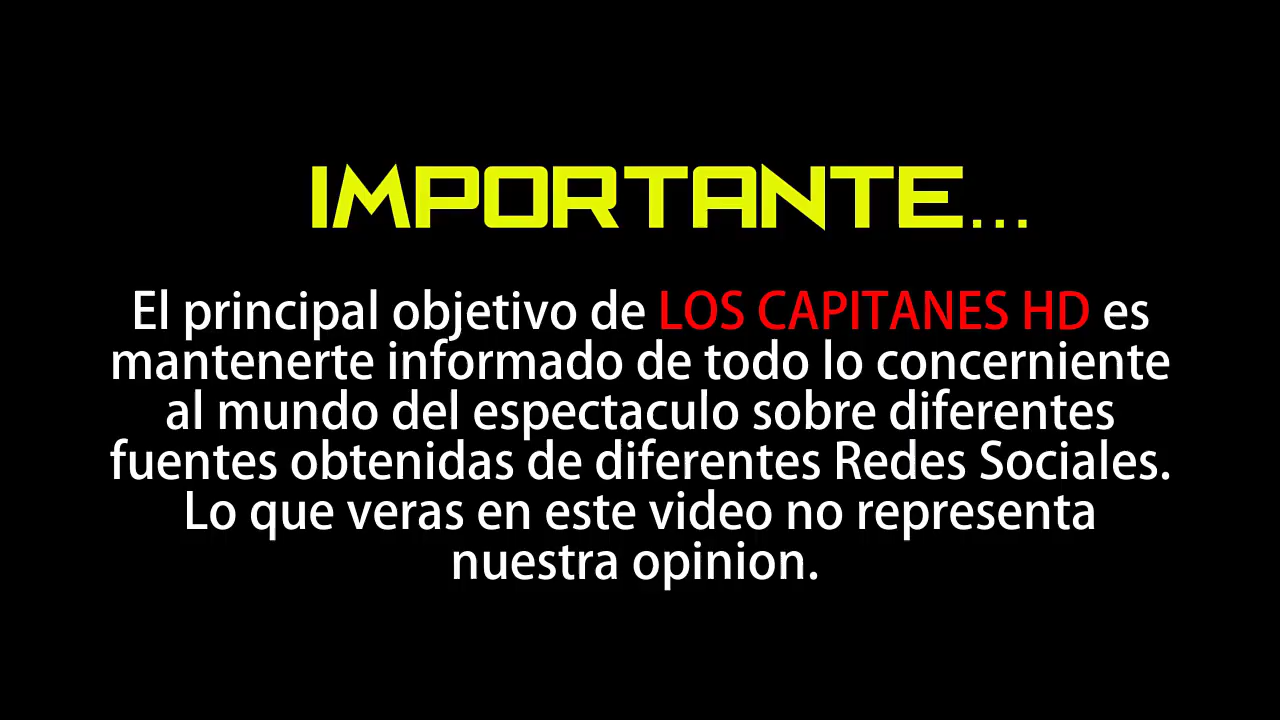 IMPORTANTE...
El principal objetivo de LOS CAPITANES HD es
mantenerte informado de todo lo concerniente
al mundo del espectaculo sobre diferentes
fuentes obtenidas de diferentes Redes Sociales.
Lo que veras en este video no representa
nuestra opinion.